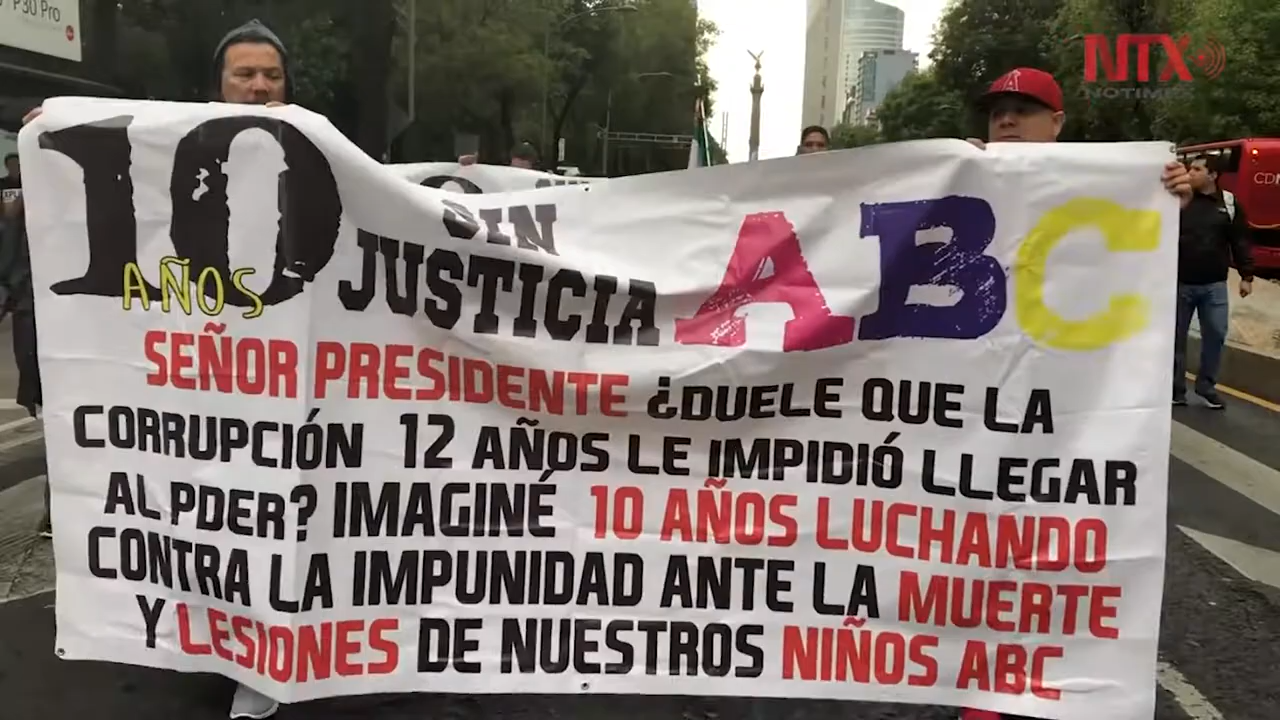 P30 Pro
NTX
NOTIMEX
10
AÑOS
SIN
JUSTICIA
ABC
SEÑOR PRESIDENTE ¿DUELE QUE LA
CORRUPCIÓN 12 AÑOS LE IMPIDIÓ LLEGAR
AL PDER? IMAGINÉ 10 AÑOS LUCHANDO
CONTRA LA IMPUNIDAD ANTE LA MUERTE
Y LESIONES DE NUESTROS NIÑOS ABC